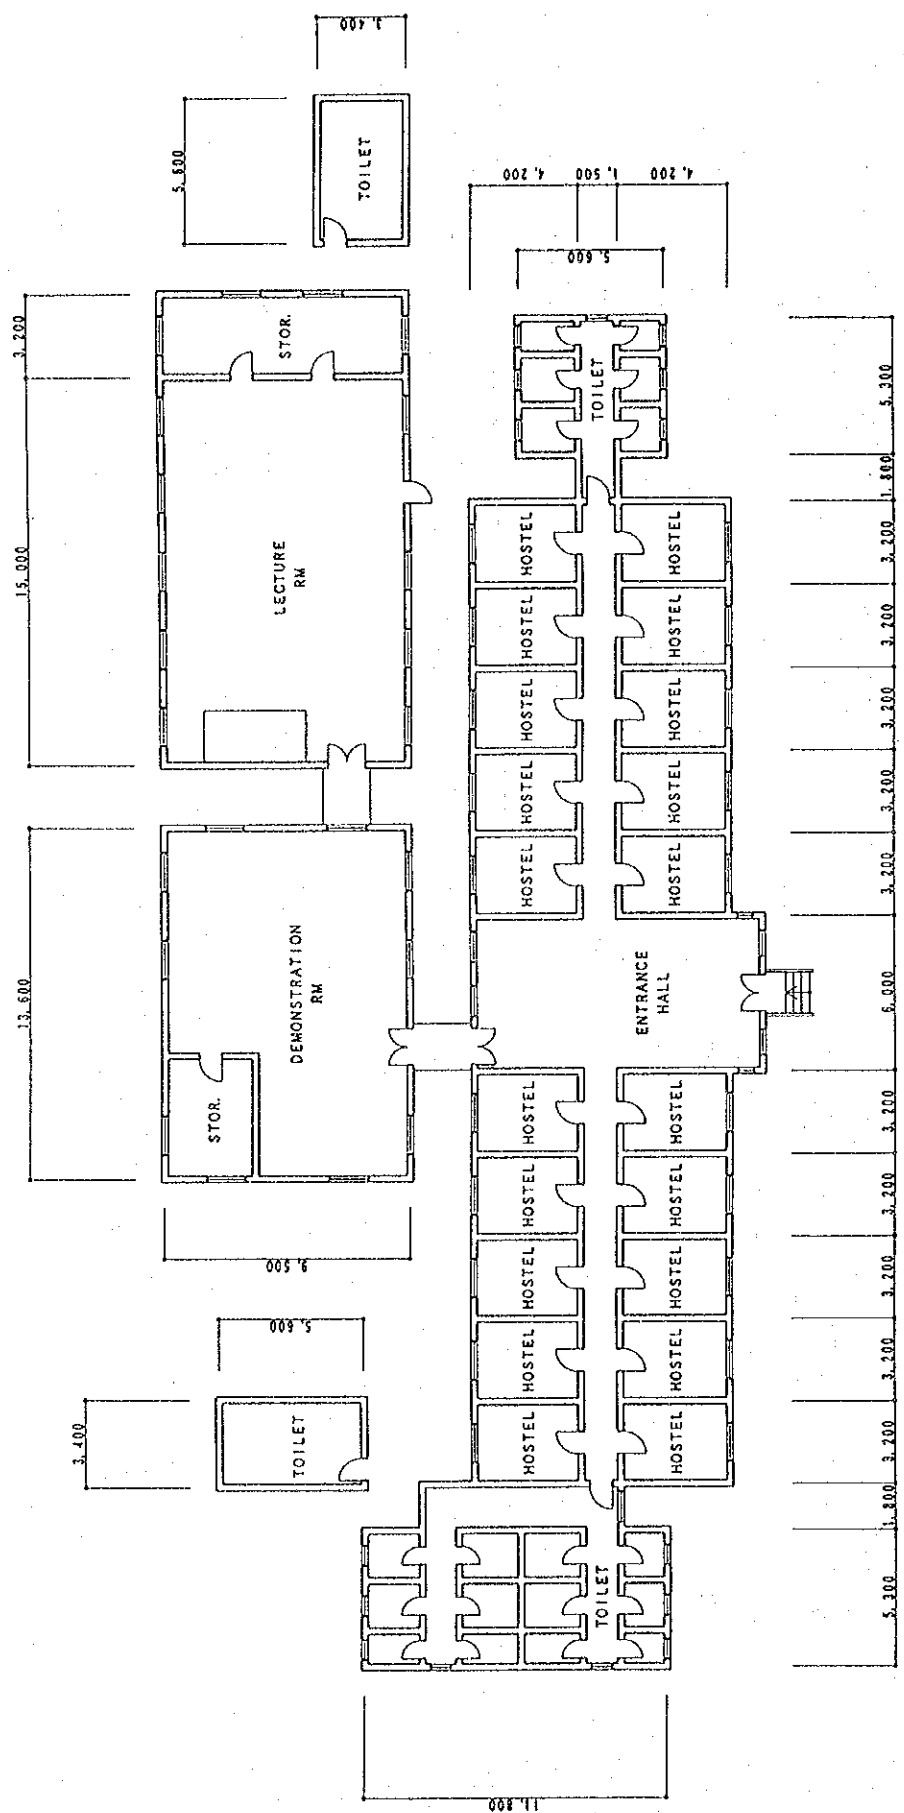 13,600
15,000
3,200
3,400
5,600
5,600
9,500
3,400
STOR.
DEMONSTRATION
RM
LECTURE
RM
STOR.
TOILET
TOILET
11,800
4,200
1,500
4,200
5,600
HOSTEL
HOSTEL
HOSTEL
HOSTEL
HOSTEL
HOSTEL
HOSTEL
HOSTEL
HOSTEL
HOSTEL
TOILET
ENTRANCE
HALL
TOILET
HOSTEL
HOSTEL
HOSTEL
HOSTEL
HOSTEL
HOSTEL
HOSTEL
HOSTEL
HOSTEL
HOSTEL
5,300
1,800
3,200
3,200
3,200
3,200
3,200
6,000
3,200
3,200
3,200
3,200
3,200
1,800
5,300